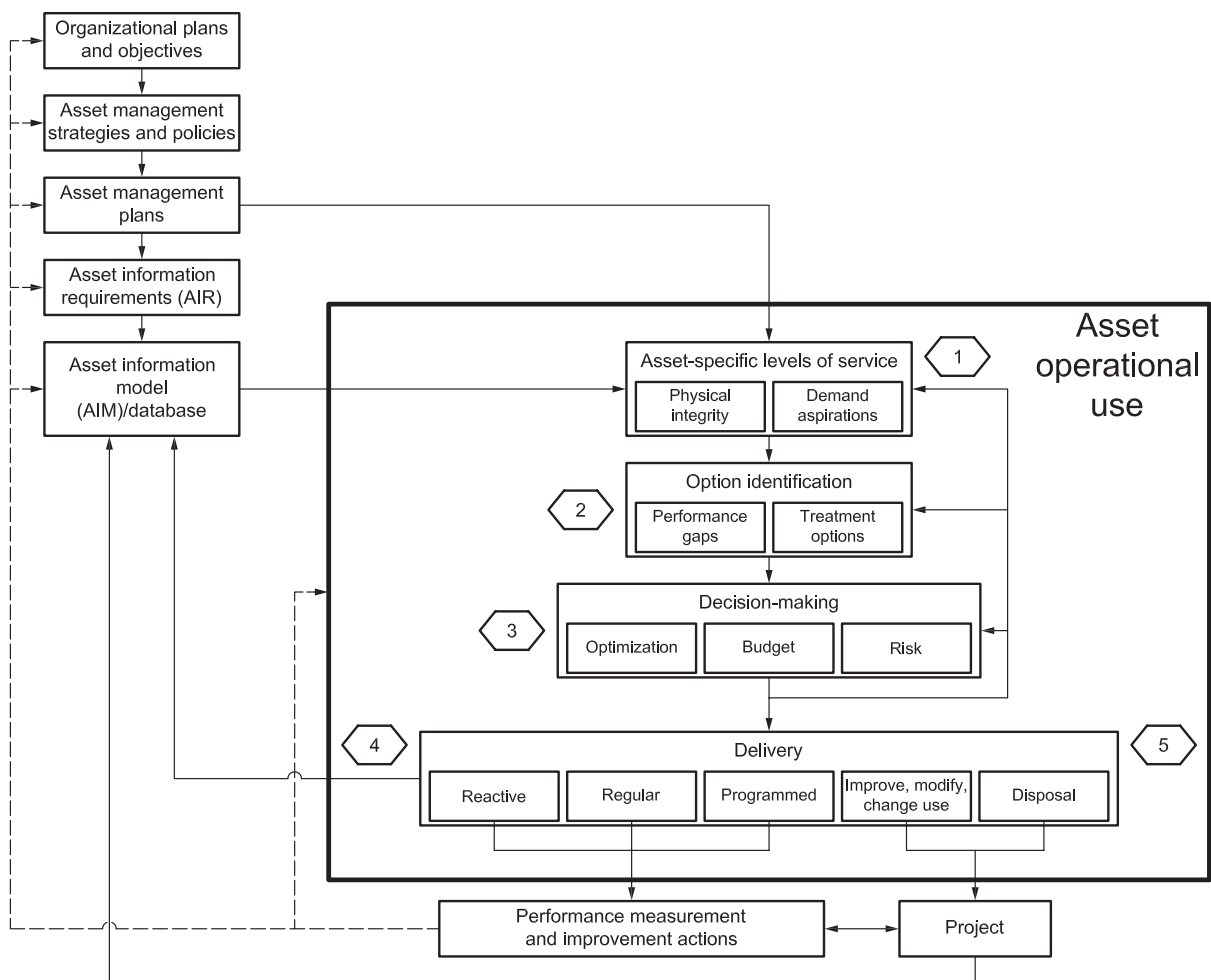 Organizational plans
and objectives
Asset management
strategies and policies
Asset management
plans
Asset information
requirements (AIR)
Asset information
model
(AIM)/database
Asset
operational
use
Asset-specific levels of service
1
Physical
integrity
Demand
aspirations
Option identification
2
Performance
gaps
Treatment
options
Decision-making
3
Optimization
Budget
Risk
4
Delivery
5
Reactive
Regular
Programmed
Improve, modify,
change use
Disposal
Performance measurement
and improvement actions
Project